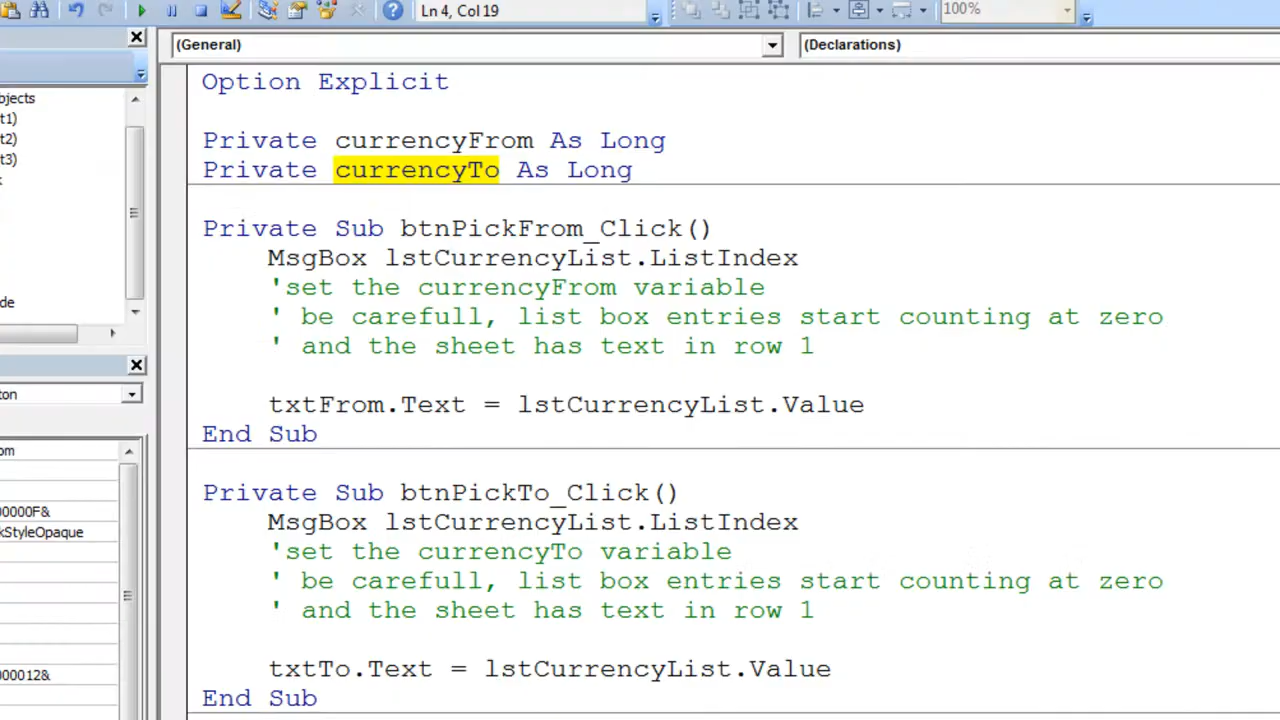 Ln 4, Col 19
100%
(General)
(Declarations)
bjects
t1)
t2)
t3)
de
ton
om
00000F&
kStyleOpaque
000012&
Option Explicit
Private currencyFrom As Long
Private currencyTo As Long
Private Sub btnPickFrom_Click()
MsgBox lstCurrencyList.ListIndex
'set the currencyFrom variable
' be carefull, list box entries start counting at zero
' and the sheet has text in row 1
txtFrom.Text = lstCurrencyList.Value
End Sub
Private Sub btnPickTo_Click()
MsgBox lstCurrencyList.ListIndex
'set the currencyTo variable
' be carefull, list box entries start counting at zero
' and the sheet has text in row 1
txtTo.Text = lstCurrencyList.Value
End Sub